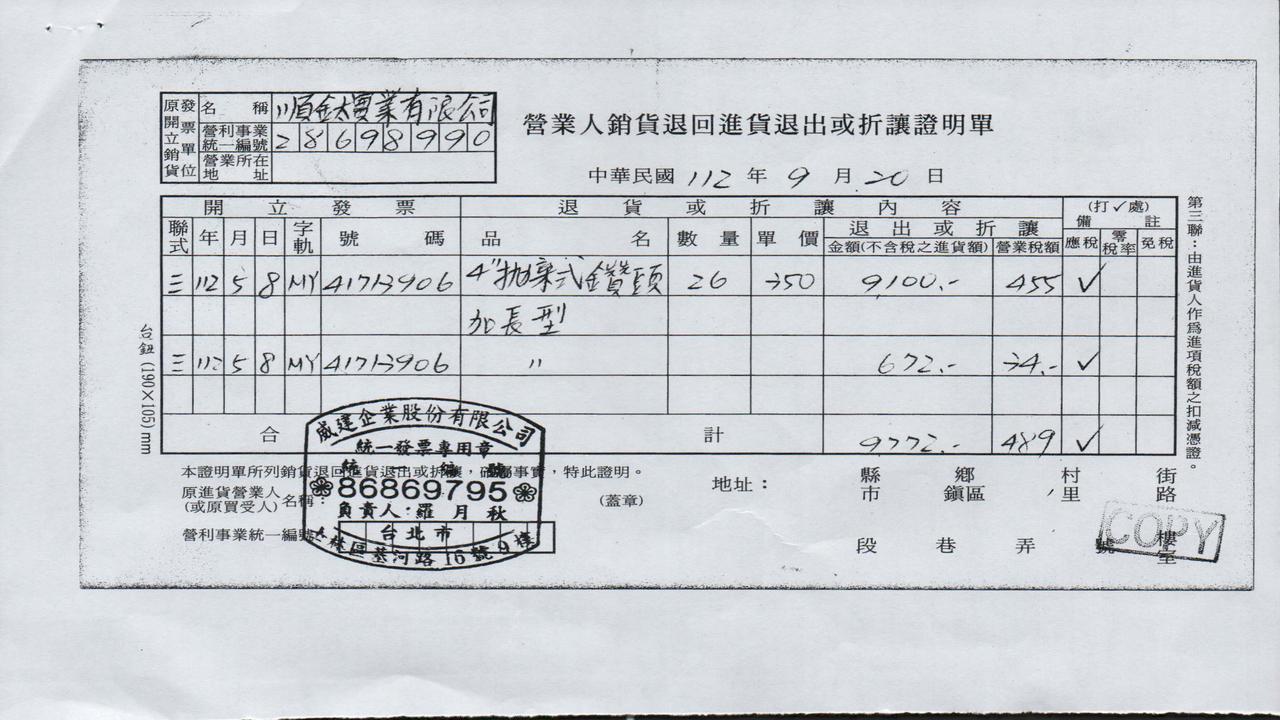 營業人銷貨退回進貨退出或折讓證明單
中華民國 112 年 9 月 20 日
原開立銷貨發票單位
名稱 順鈦實業有限公司
營利事業統一編號 28698990
營業所在地址
開立發票 退貨或折讓內容 (打✓處)備註
聯式 年 月 日 字軌 號碼 品名 數量 單價 退出或折讓 金額(不含稅之進貨額) 營業稅額 應稅 零稅率 免稅
三 112 5 8 MY 41713906 4"拋棄式鑽頭 26 350 9,100.- 455 ✓
加長型
三 112 5 8 MY 41713906 〃 672.- 34.- ✓
合計 9772.- 489 ✓
本證明單所列銷貨退回進貨退出或折讓,確屬事實,特此證明。
原進貨營業人(或原買受人)名稱: (蓋章)
營利事業統一編號
地址: 縣市 鄉鎮區 村里 街路
段 巷 弄 號 樓室
威達企業股份有限公司
統一發票專用章
統一編號
86869795
負責人:羅月秋
台北市
士林區基河路16號9樓
COPY
第三聯:由進貨人作為進項稅額之扣減憑證。
台鈕(190×105)mm